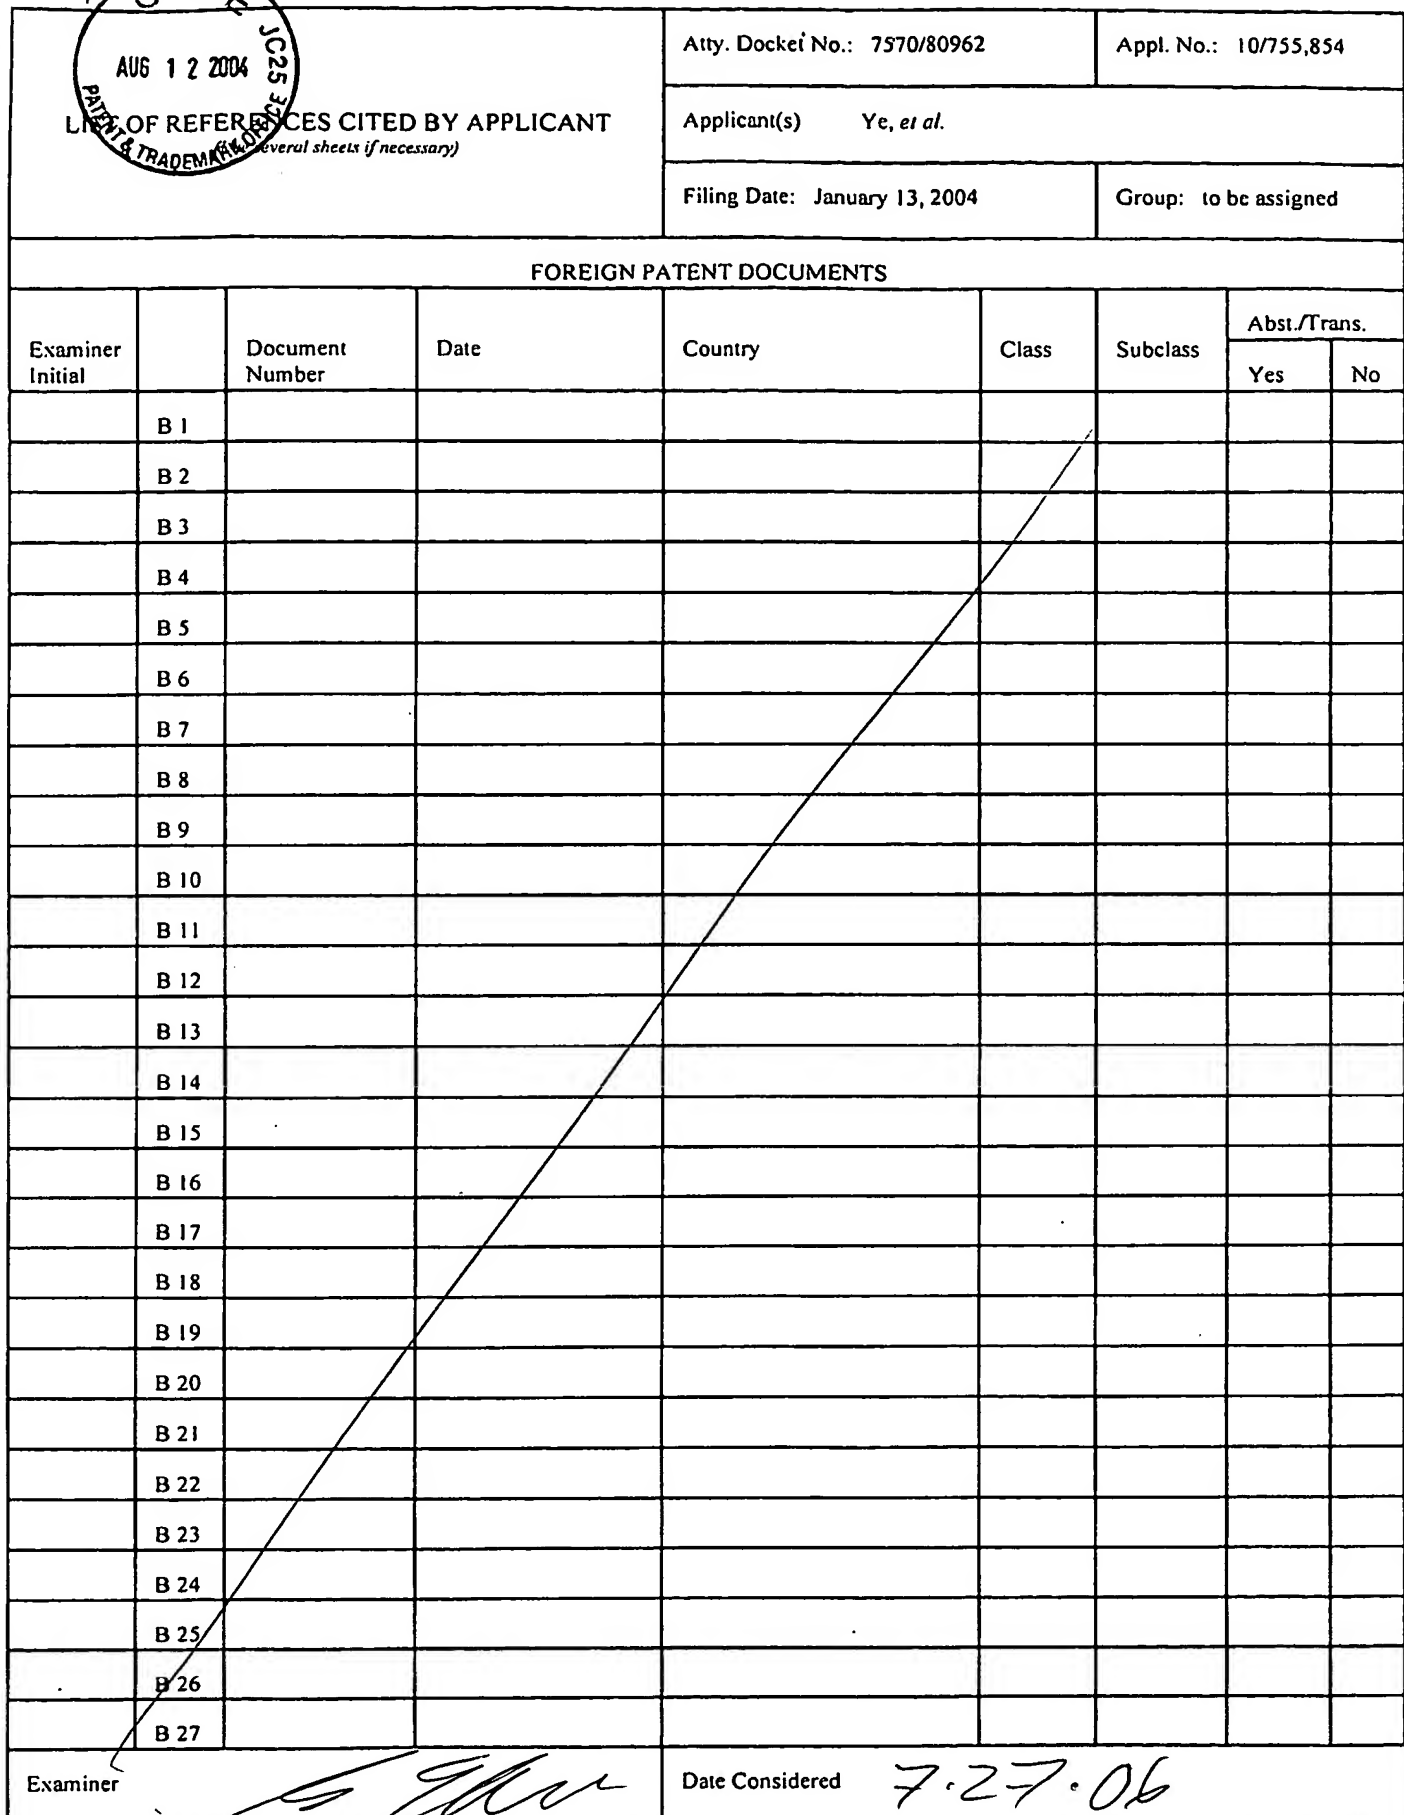 JC25
AUG 1 2 2004
PATENT & TRADEMARK OFFICE
LIST OF REFERENCES CITED BY APPLICANT
several sheets if necessary)
Atty. Docket No.: 7570/80962
Appl. No.: 10/755,854
Applicant(s) Ye, et al.
Filing Date: January 13, 2004
Group: to be assigned
FOREIGN PATENT DOCUMENTS
Examiner Initial
Document Number
Date
Country
Class
Subclass
Abst./Trans.
Yes
No
B 1
B 2
B 3
B 4
B 5
B 6
B 7
B 8
B 9
B 10
B 11
B 12
B 13
B 14
B 15
B 16
B 17
B 18
B 19
B 20
B 21
B 22
B 23
B 24
B 25
B 26
B 27
Examiner
Date Considered 7.27.06